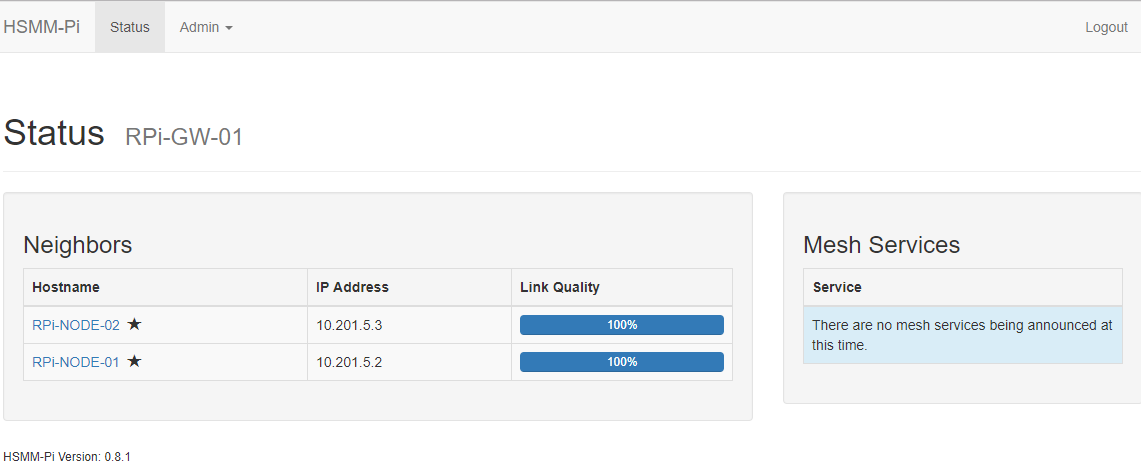 HSMM-Pi Status Admin Logout
Status RPi-GW-01
Neighbors
Hostname IP Address Link Quality
RPi-NODE-02 ★ 10.201.5.3 100%
RPi-NODE-01 ★ 10.201.5.2 100%
Mesh Services
Service
There are no mesh services being announced at
this time.
HSMM-Pi Version: 0.8.1